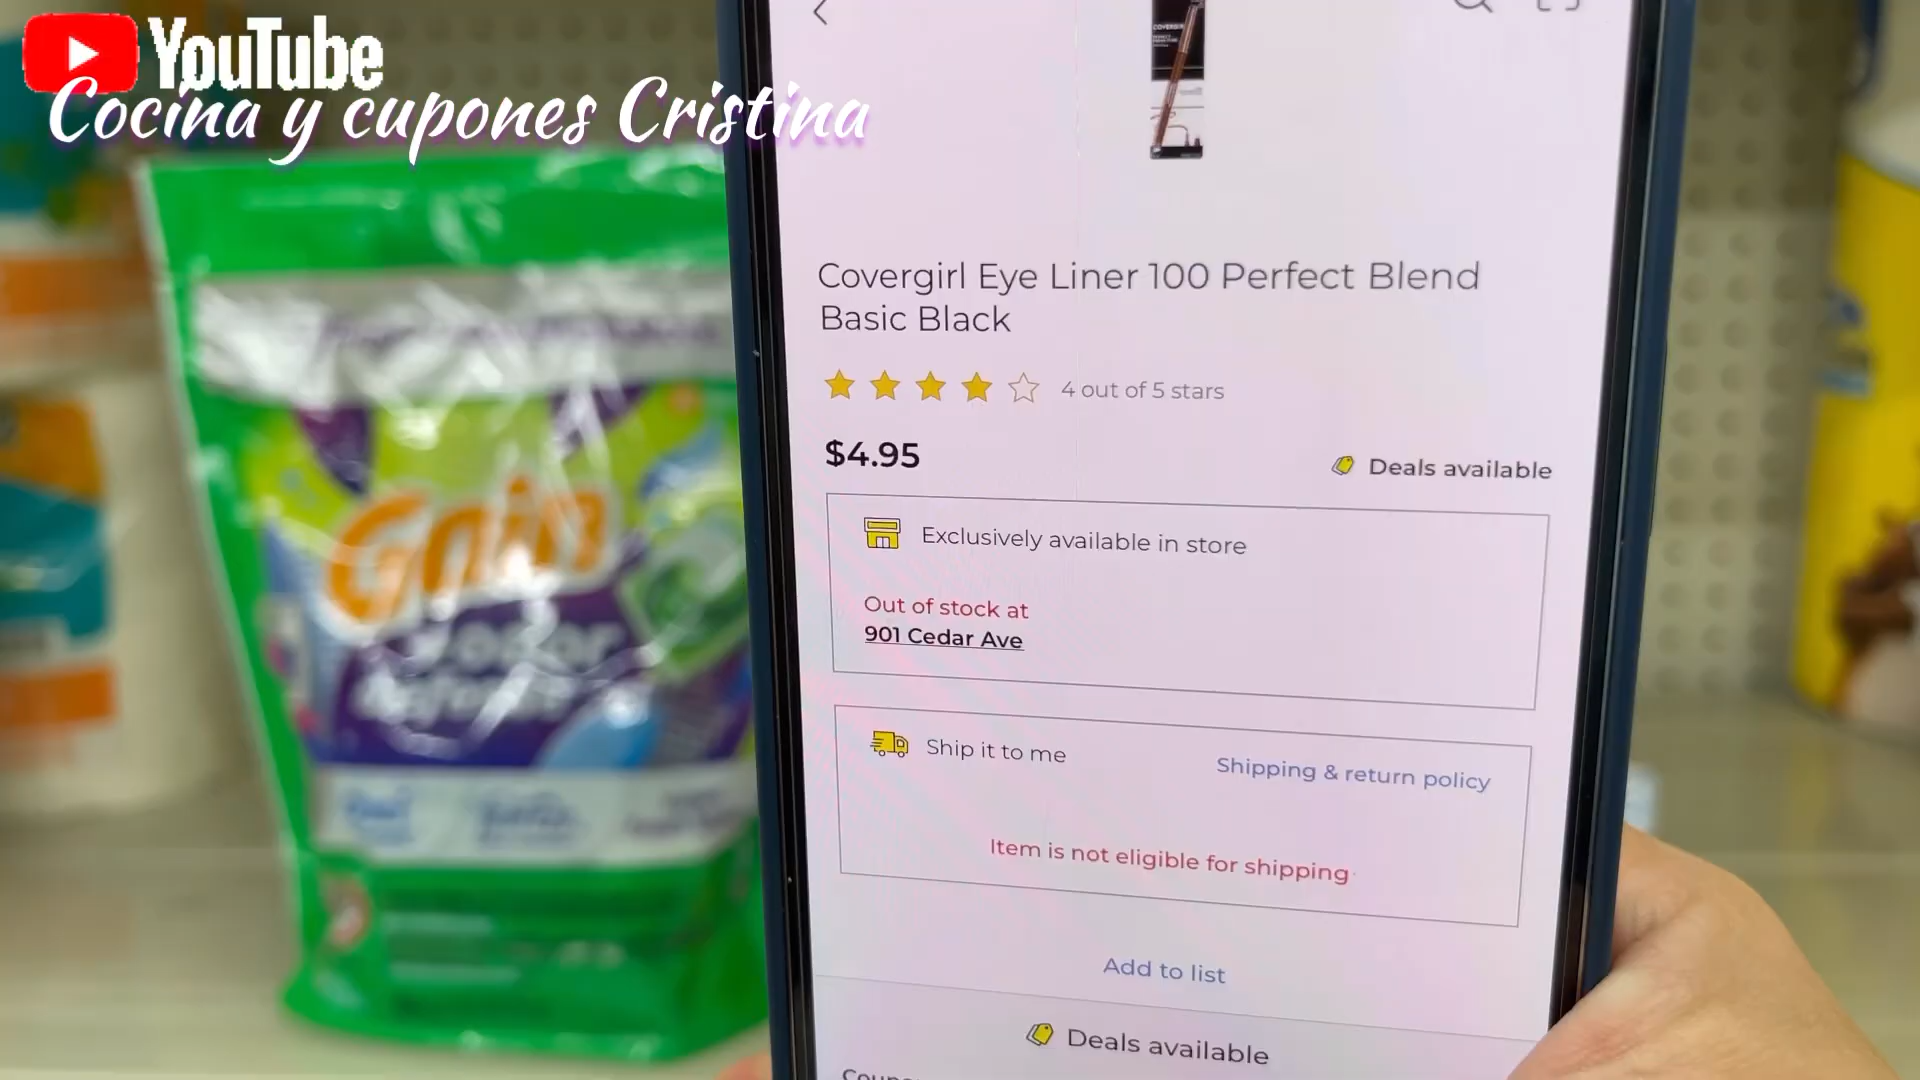 YouTube
Cocina y cupones Cristina
COVERGIRL
Covergirl Eye Liner 100 Perfect Blend
Basic Black
4 out of 5 stars
$4.95
Deals available
Exclusively available in store
Out of stock at
901 Cedar Ave
Ship it to me
Shipping & return policy
Item is not eligible for shipping
Add to list
Deals available
Gain
odor